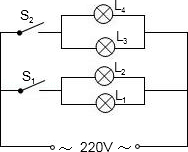 L₄
S₂
L₃
L₂
S₁
L₁
~ 220V ~